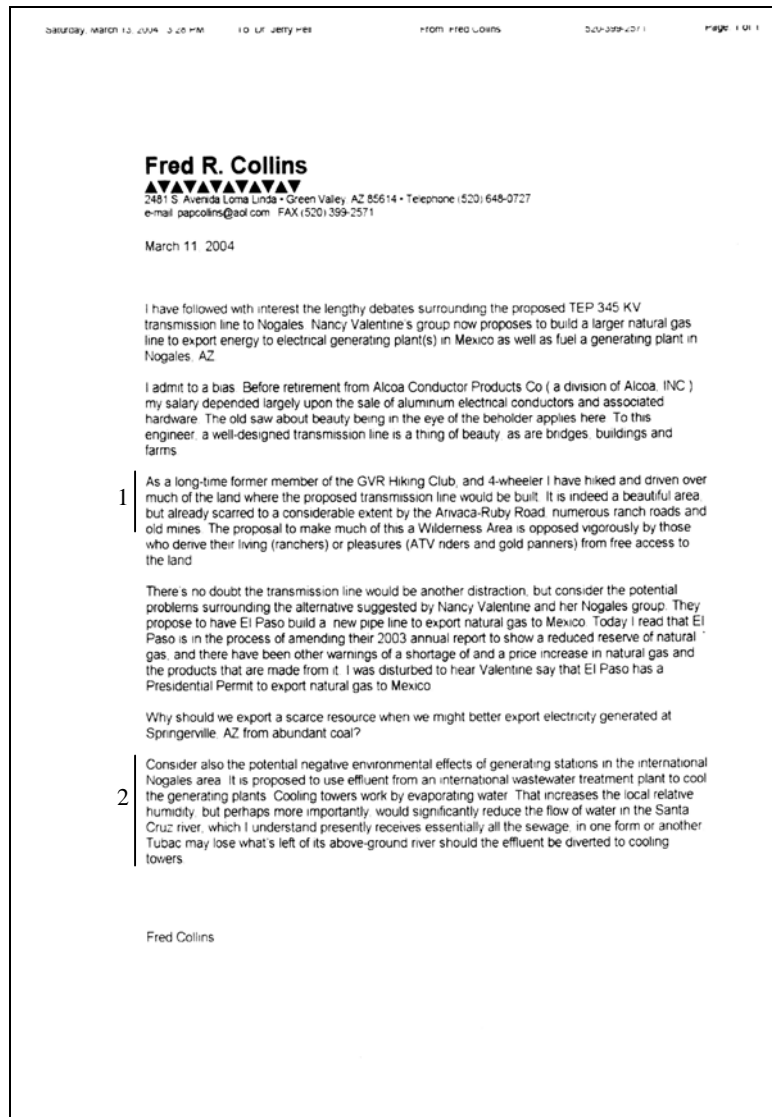 Saturday, March 13, 2004 3 28 PM To Dr Jerry Pell From Fred Collins 520-399-2571 Page 1 of 1
Fred R. Collins
▲▼▲▼▲▼▲▼▲▼▲▼
2481 S. Avenida Loma Linda • Green Valley, AZ 85614 • Telephone (520) 648-0727
e-mail papcollins@aol.com FAX (520) 399-2571
March 11 2004
I have followed with interest the lengthy debates surrounding the proposed TEP 345 KV
transmission line to Nogales. Nancy Valentine's group now proposes to build a larger natural gas
line to export energy to electrical generating plant(s) in Mexico as well as fuel a generating plant in
Nogales, AZ
I admit to a bias. Before retirement from Alcoa Conductor Products Co ( a division of Alcoa, INC )
my salary depended largely upon the sale of aluminum electrical conductors and associated
hardware. The old saw about beauty being in the eye of the beholder applies here. To this
engineer, a well-designed transmission line is a thing of beauty, as are bridges, buildings and
farms
1
As a long-time former member of the GVR Hiking Club, and 4-wheeler I have hiked and driven over
much of the land where the proposed transmission line would be built. It is indeed a beautiful area,
but already scarred to a considerable extent by the Arivaca-Ruby Road, numerous ranch roads and
old mines. The proposal to make much of this a Wilderness Area is opposed vigorously by those
who derive their living (ranchers) or pleasures (ATV riders and gold panners) from free access to
the land
There's no doubt the transmission line would be another distraction, but consider the potential
problems surrounding the alternative suggested by Nancy Valentine and her Nogales group. They
propose to have El Paso build a new pipe line to export natural gas to Mexico. Today I read that El
Paso is in the process of amending their 2003 annual report to show a reduced reserve of natural
gas, and there have been other warnings of a shortage of and a price increase in natural gas and
the products that are made from it. I was disturbed to hear Valentine say that El Paso has a
Presidential Permit to export natural gas to Mexico
Why should we export a scarce resource when we might better export electricity generated at
Springerville, AZ from abundant coal?
2
Consider also the potential negative environmental effects of generating stations in the international
Nogales area. It is proposed to use effluent from an international wastewater treatment plant to cool
the generating plants. Cooling towers work by evaporating water. That increases the local relative
humidity, but perhaps more importantly, would significantly reduce the flow of water in the Santa
Cruz river, which I understand presently receives essentially all the sewage, in one form or another
Tubac may lose what's left of its above-ground river should the effluent be diverted to cooling
towers
Fred Collins